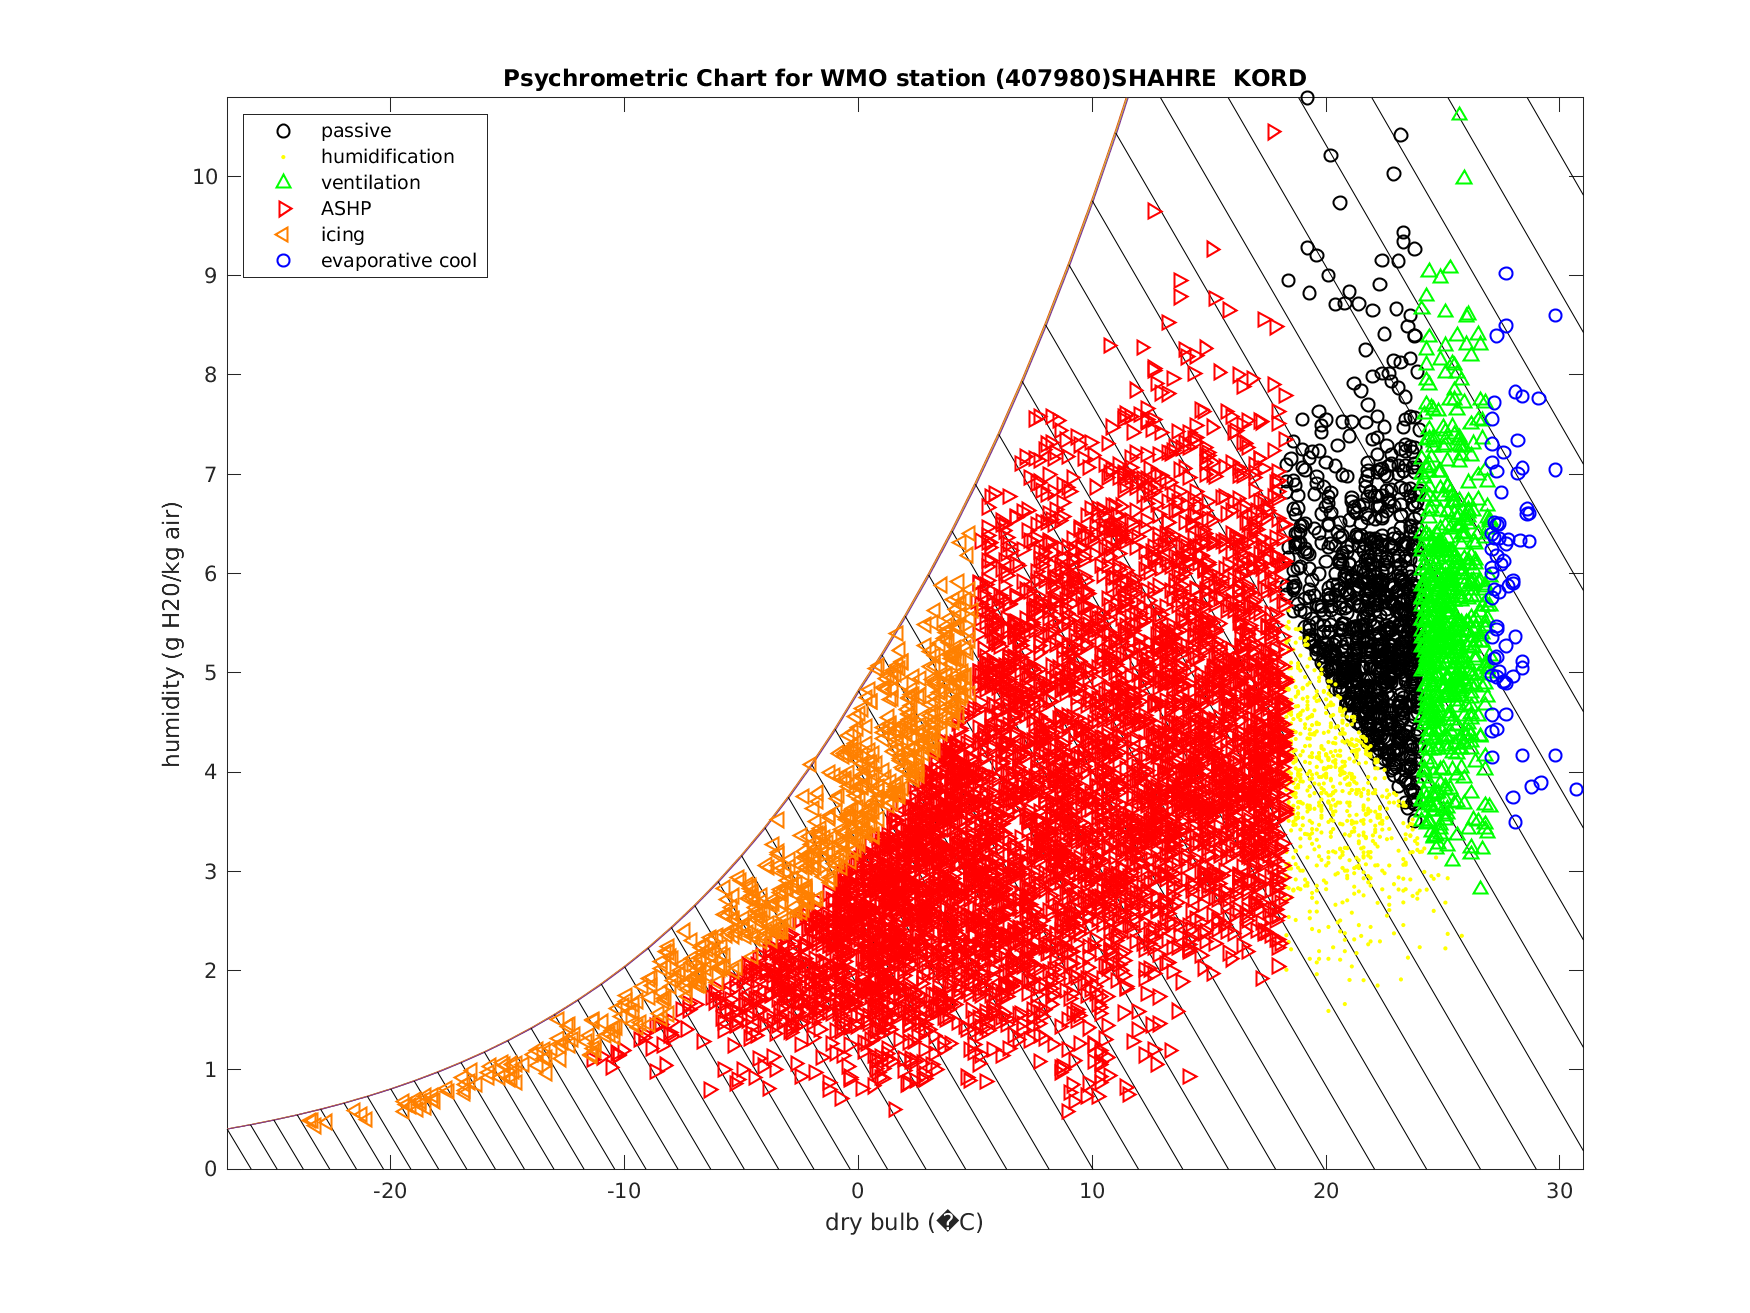 Psychrometric Chart for WMO station (407980)SHAHRE  KORD
passive
humidification
ventilation
ASHP
icing
evaporative cool
10
9
8
7
6
5
4
3
2
1
0
humidity (g H20/kg air)
-20
-10
0
10
20
30
dry bulb (�C)